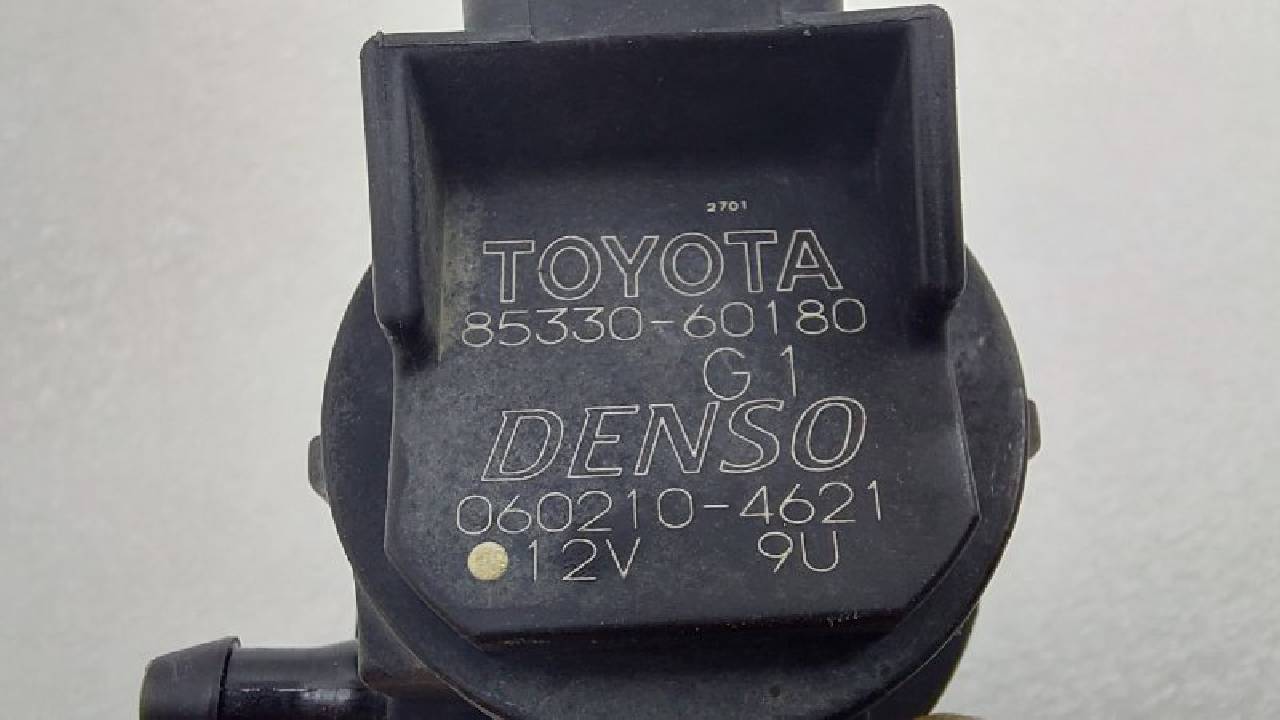 2701
TOYOTA
85330-60180
G1
DENSO
060210-4621
12V 9U